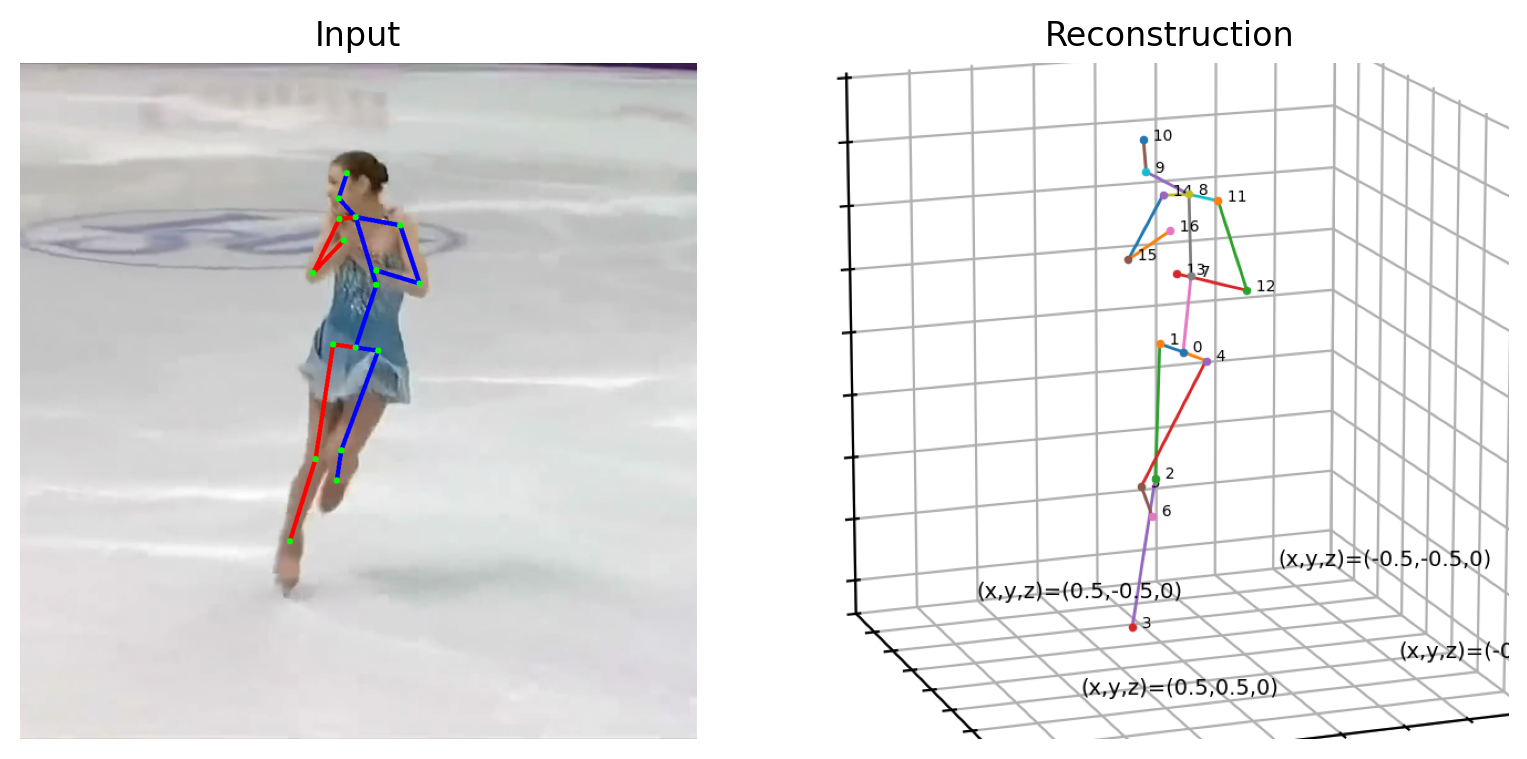 Input
Reconstruction
10
9
14
8
11
16
15
13
7
12
1
0
4
2
5
6
(x,y,z)=(-0.5,-0.5,0)
(x,y,z)=(0.5,-0.5,0)
3
(x,y,z)=(-0
(x,y,z)=(0.5,0.5,0)